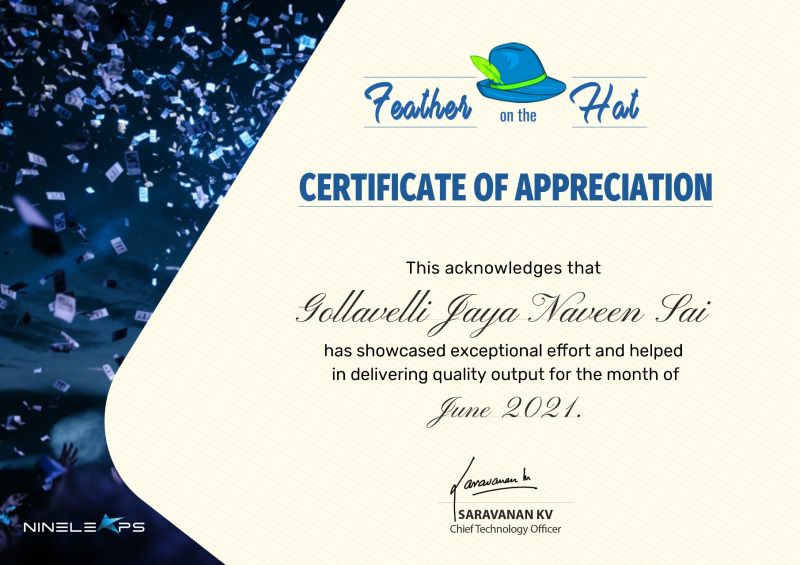 Feather on the Hat
CERTIFICATE OF APPRECIATION
This acknowledges that
Gollavelli Jaya Naveen Sai
has showcased exceptional effort and helped
in delivering quality output for the month of
June 2021.
Saravanan kv
SARAVANAN KV
Chief Technology Officer
NINELEAPS